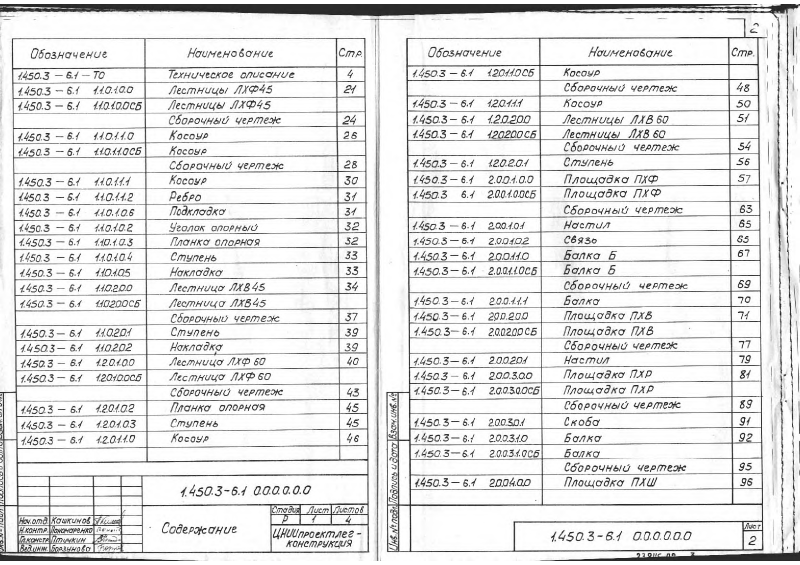 Обозначение Наименование Стр.
1.450.3 – 6.1 – ТО Техническое описание 4
1.450.3 – 6.1 1.1.0.1.0.0 Лестницы ЛХФ45 21
1.450.3 – 6.1 1.1.0.1.0.0СБ Лестницы ЛХФ45
Сборочный чертеж 24
1.450.3 – 6.1 1.1.0.1.1.0 Косоур 26
1.450.3 – 6.1 1.1.0.1.1.0СБ Косоур
Сборочный чертеж 28
1.450.3 – 6.1 1.1.0.1.1.1 Косоур 30
1.450.3 – 6.1 1.1.0.1.1.2 Ребро 31
1.450.3 – 6.1 1.1.0.1.0.6 Подкладка 31
1.450.3 – 6.1 1.1.0.1.0.2 Уголок опорный 32
1.450.3 – 6.1 1.1.0.1.0.3 Планка опорная 32
1.450.3 – 6.1 1.1.0.1.0.4 Ступень 33
1.450.3 – 6.1 1.1.0.1.0.5 Накладка 33
1.450.3 – 6.1 1.1.0.2.0.0 Лестница ЛХВ45 34
1.450.3 – 6.1 1.1.0.2.0.0СБ Лестница ЛХВ45
Сборочный чертеж 37
1.450.3 – 6.1 1.1.0.2.0.1 Ступень 39
1.450.3 – 6.1 1.1.0.2.0.2 Накладка 39
1.450.3 – 6.1 1.2.0.1.0.0 Лестница ЛХФ60 40
1.450.3 – 6.1 1.2.0.1.0.0СБ Лестница ЛХФ60
Сборочный чертеж 43
1.450.3 – 6.1 1.2.0.1.0.2 Планка опорная 45
1.450.3 – 6.1 1.2.0.1.0.3 Ступень 45
1.450.3 – 6.1 1.2.0.1.1.0 Косоур 46
1.450.3-6.1 0.0.0.0.0.0
Содержание
Стадия Лист Листов
Р 1 4
ЦНИИпроектлег-
конструкция
Нач.отд. Кашкинов
Н.контр. Пономаренко
Гл.констр. Птичкин
Вед.инж. Борзунова
2
Обозначение Наименование Стр.
1.450.3 – 6.1 1.2.0.1.1.0СБ Косоур
Сборочный чертеж 48
1.450.3 – 6.1 1.2.0.1.1.1 Косоур 50
1.450.3 – 6.1 1.2.0.2.0.0 Лестницы ЛХВ60 51
1.450.3 – 6.1 1.2.0.2.0.0СБ Лестницы ЛХВ60
Сборочный чертеж 54
1.450.3 – 6.1 1.2.0.2.0.1 Ступень 56
1.450.3 – 6.1 2.0.0.1.0.0 Площадка ПХФ 57
1.450.3 6.1 2.0.0.1.0.0СБ Площадка ПХФ
Сборочный чертеж 63
1.450.3 – 6.1 2.0.0.1.0.1 Настил 65
1.450.3 – 6.1 2.0.0.1.0.2 Связь 65
1.450.3 – 6.1 2.0.0.1.1.0 Балка Б 67
1.450.3 – 6.1 2.0.0.1.1.0СБ Балка Б
Сборочный чертеж 69
1.450.3 – 6.1 2.0.0.1.1.1 Балка 70
1.450.3 – 6.1 2.0.0.2.0.0 Площадка ПХВ 71
1.450.3 – 6.1 2.0.0.2.0.0СБ Площадка ПХВ
Сборочный чертеж 77
1.450.3 – 6.1 2.0.0.2.0.1 Настил 79
1.450.3 – 6.1 2.0.0.3.0.0 Площадка ПХР 81
1.450.3 – 6.1 2.0.0.3.0.0СБ Площадка ПХР
Сборочный чертеж 89
1.450.3 – 6.1 2.0.0.3.0.1 Скоба 91
1.450.3 – 6.1 2.0.0.3.1.0 Балка 92
1.450.3 – 6.1 2.0.0.3.1.0СБ Балка
Сборочный чертеж 95
1.450.3 – 6.1 2.0.0.4.0.0 Площадка ПХШ 96
Инв.№ подл. Подпись и дата Взам.инв.№
1.450.3-6.1 0.0.0.0.0.0
Лист
2